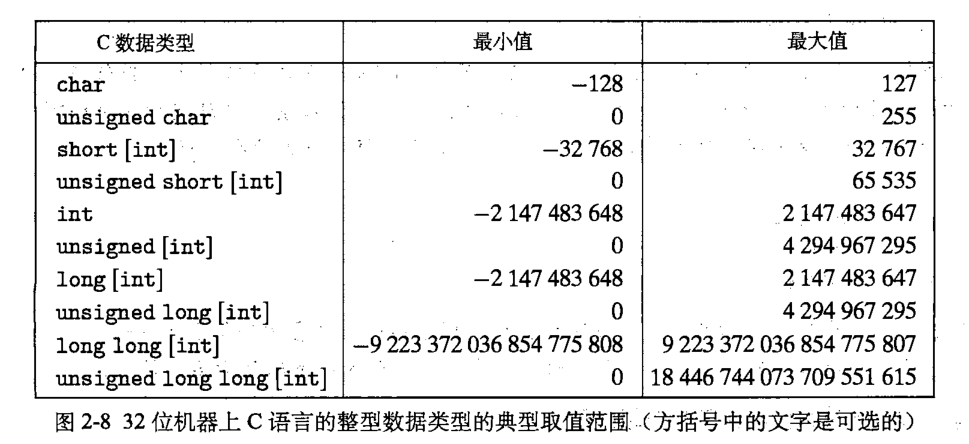 C数据类型 最小值 最大值
char −128 127
unsigned char 0 255
short [int] −32 768 32 767
unsigned short [int] 0 65 535
int −2 147 483 648 2 147 483 647
unsigned [int] 0 4 294 967 295
long [int] −2 147 483 648 2 147 483 647
unsigned long [int] 0 4 294 967 295
long long [int] −9 223 372 036 854 775 808 9 223 372 036 854 775 807
unsigned long long [int] 0 18 446 744 073 709 551 615
图 2-8 32 位机器上 C 语言的整型数据类型的典型取值范围（方括号中的文字是可选的）